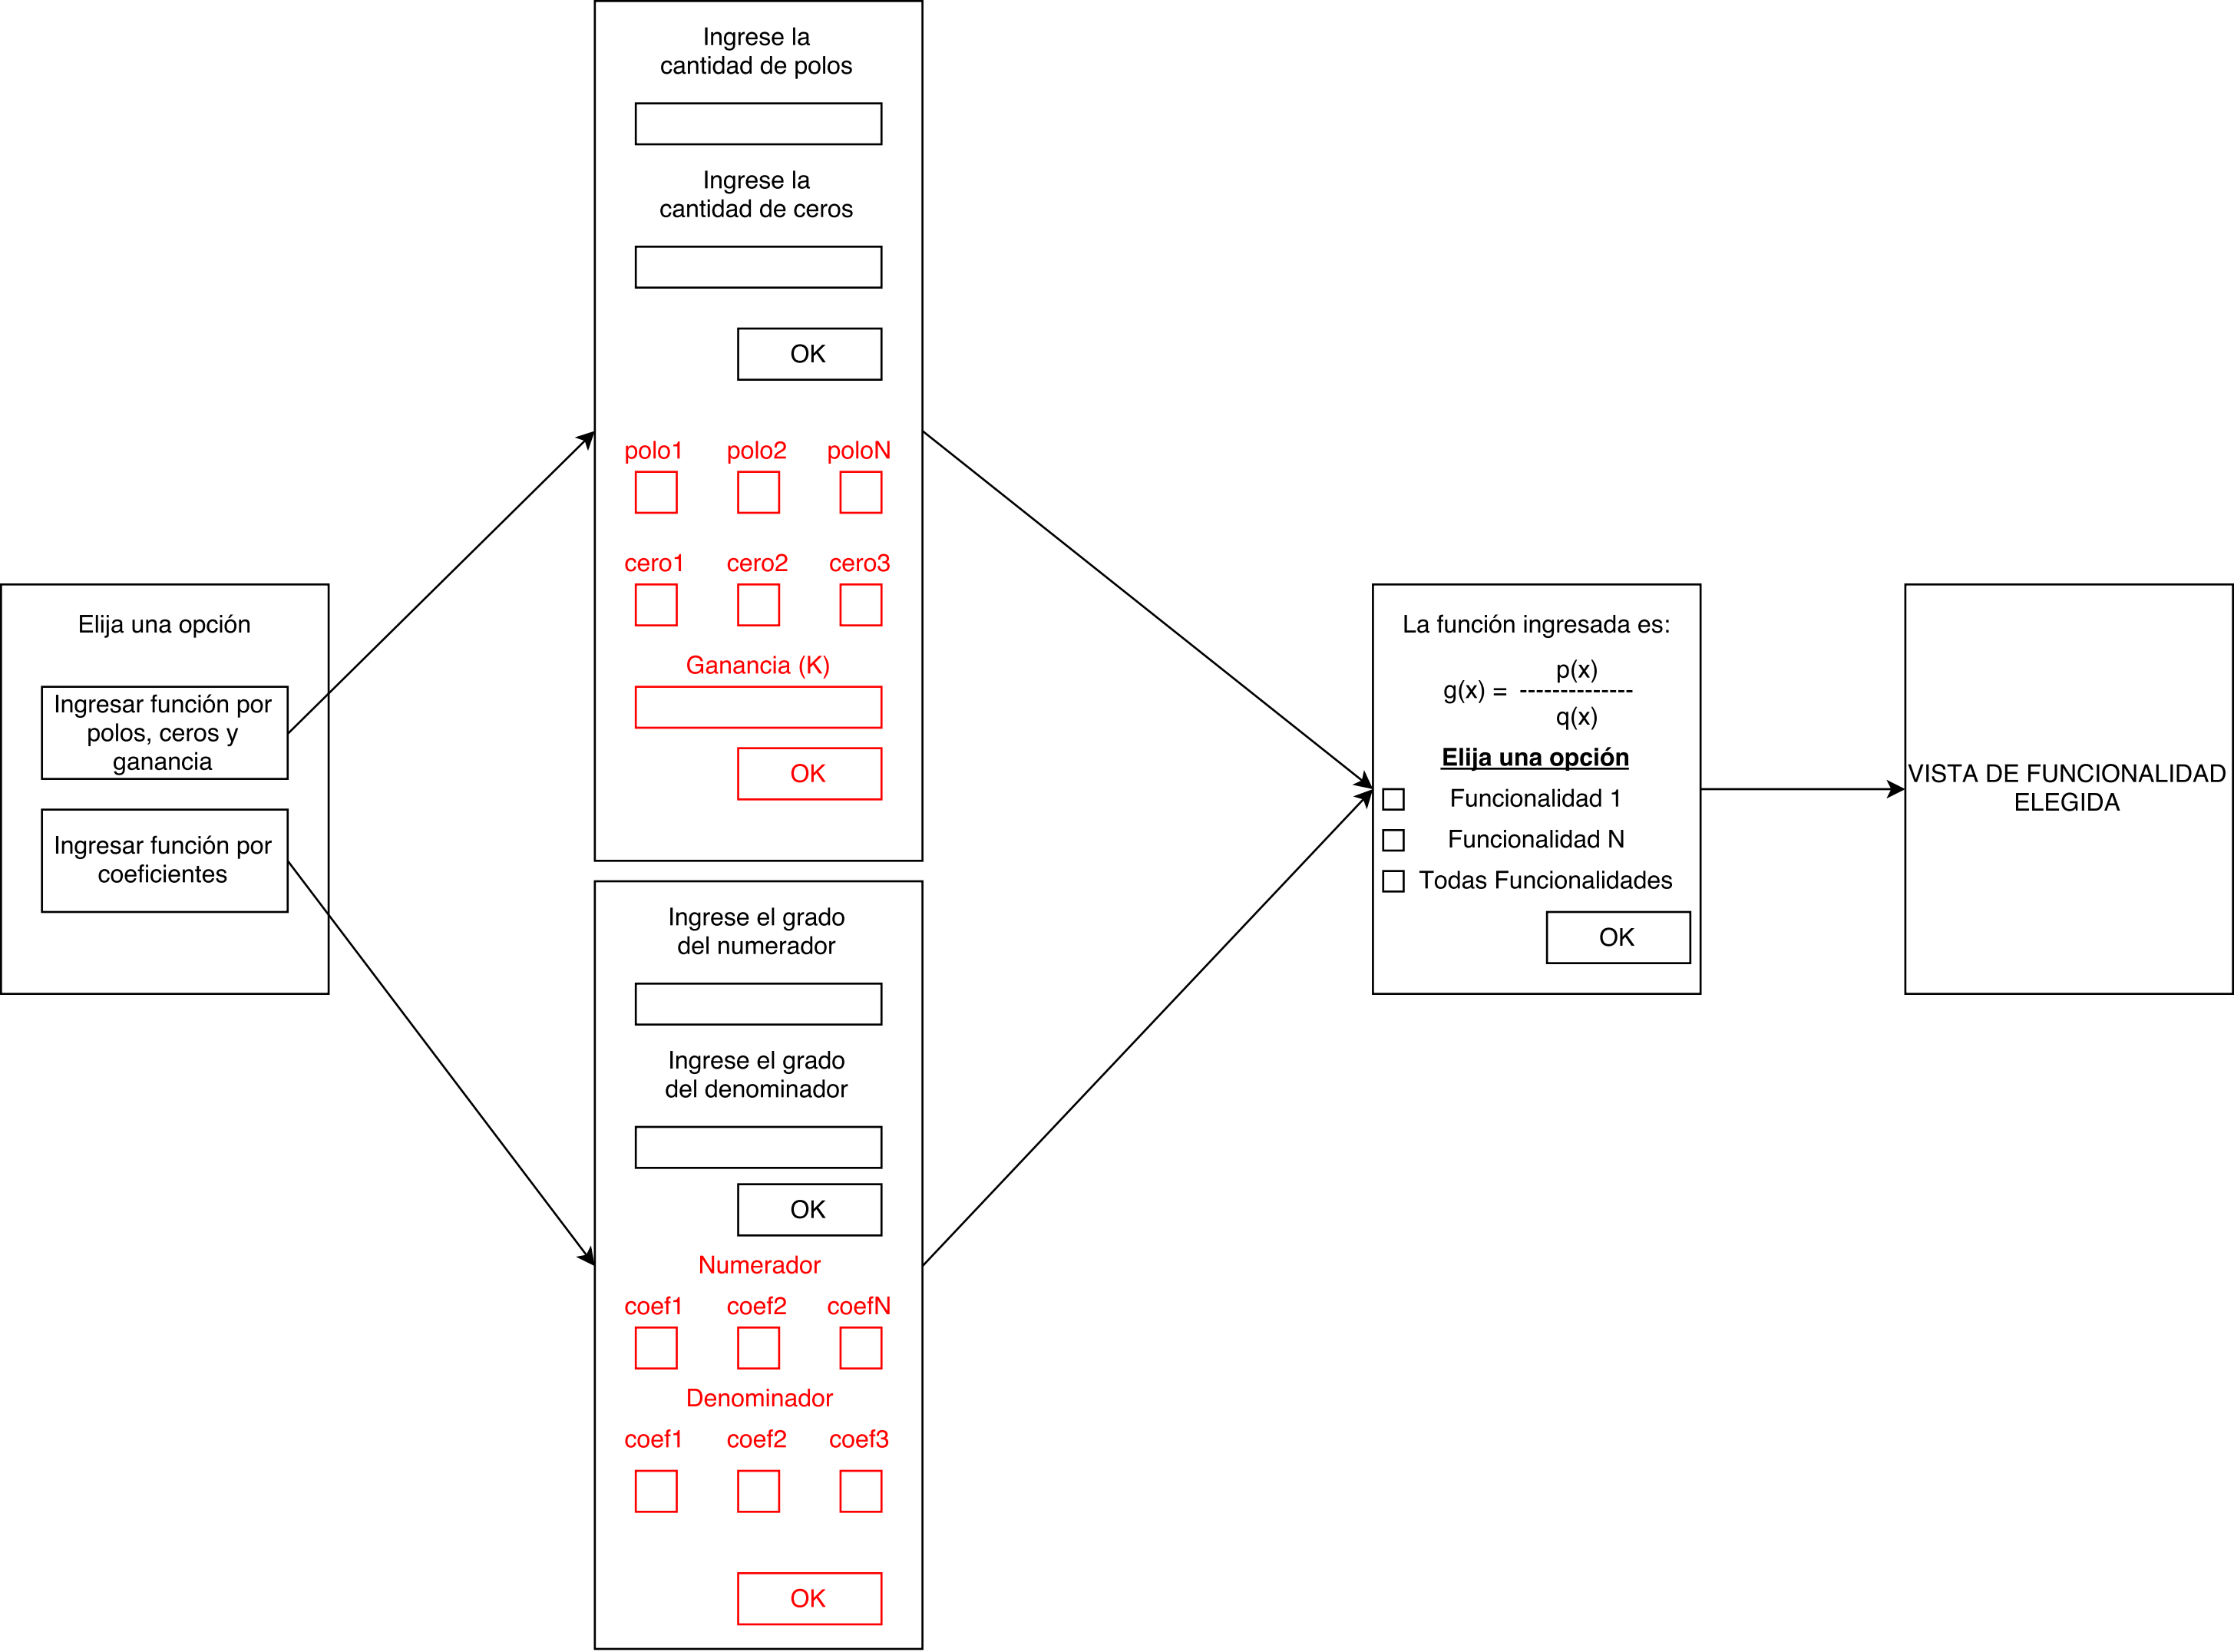 Elija una opción
Ingresar función por
polos, ceros y
ganancia
Ingresar función por
coeficientes
Ingrese la
cantidad de polos
Ingrese la
cantidad de ceros
OK
polo1 polo2 poloN
cero1 cero2 cero3
Ganancia (K)
OK
Ingrese el grado
del numerador
Ingrese el grado
del denominador
OK
Numerador
coef1 coef2 coefN
Denominador
coef1 coef2 coef3
OK
La función ingresada es:
p(x)
g(x) = --------------
q(x)
Elija una opción
Funcionalidad 1
Funcionalidad N
Todas Funcionalidades
OK
VISTA DE FUNCIONALIDAD
ELEGIDA